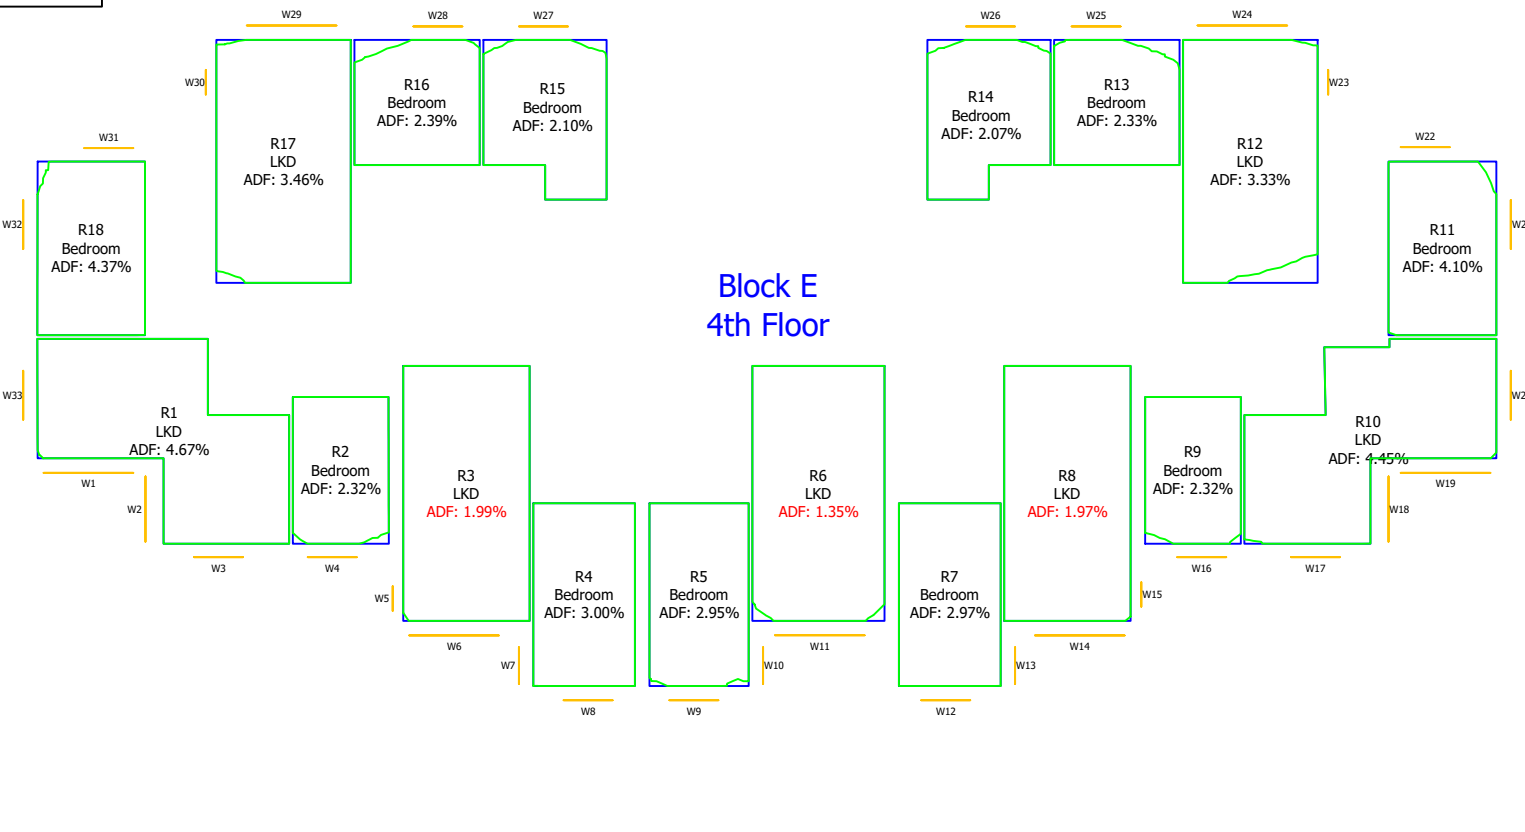 W29
W28
W27
W26
W25
W24
W30
W23
R17
LKD
ADF: 3.46%
R16
Bedroom
ADF: 2.39%
R15
Bedroom
ADF: 2.10%
R14
Bedroom
ADF: 2.07%
R13
Bedroom
ADF: 2.33%
R12
LKD
ADF: 3.33%
W31
W22
W32
R18
Bedroom
ADF: 4.37%
R11
Bedroom
ADF: 4.10%
W2
Block E
4th Floor
W33
R1
LKD
ADF: 4.67%
R10
LKD
ADF: 4.45%
W2
W1
W2
W3
R2
Bedroom
ADF: 2.32%
W4
R3
LKD
ADF: 1.99%
W5
W6
R4
Bedroom
ADF: 3.00%
W7
W8
R5
Bedroom
ADF: 2.95%
W9
W10
R6
LKD
ADF: 1.35%
W11
R7
Bedroom
ADF: 2.97%
W12
W13
R8
LKD
ADF: 1.97%
W14
W15
R9
Bedroom
ADF: 2.32%
W16
W17
W18
W19